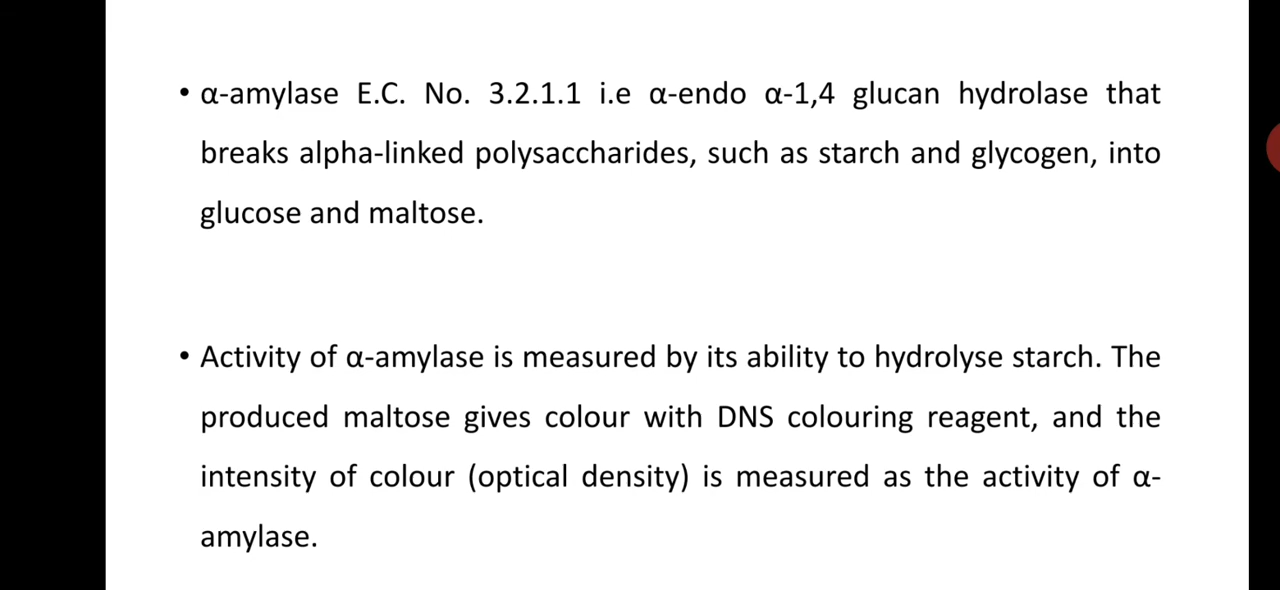 • α-amylase E.C. No. 3.2.1.1 i.e α-endo α-1,4 glucan hydrolase that
breaks alpha-linked polysaccharides, such as starch and glycogen, into
glucose and maltose.
• Activity of α-amylase is measured by its ability to hydrolyse starch. The
produced maltose gives colour with DNS colouring reagent, and the
intensity of colour (optical density) is measured as the activity of α-
amylase.